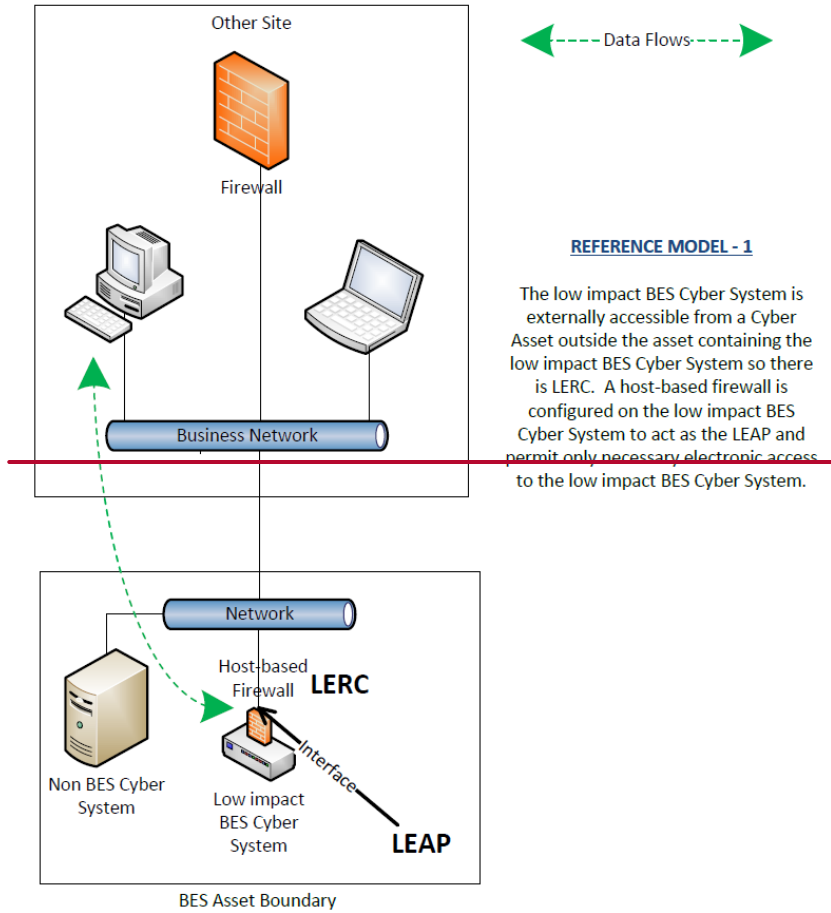 Other Site
Data Flows
Firewall
REFERENCE MODEL - 1
The low impact BES Cyber System is
externally accessible from a Cyber
Asset outside the asset containing the
low impact BES Cyber System so there
is LERC. A host-based firewall is
configured on the low impact BES
Cyber System to act as the LEAP and
permit only necessary electronic access
to the low impact BES Cyber System.
Business Network
Network
Host-based
Firewall
LERC
Interface
Non BES Cyber
System
Low impact
BES Cyber
System
LEAP
BES Asset Boundary